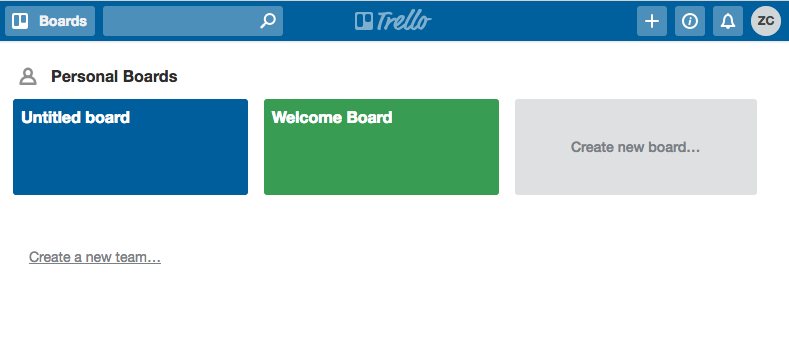 Boards
Trello
ZC
Personal Boards
Untitled board
Welcome Board
Create new board…
Create a new team…